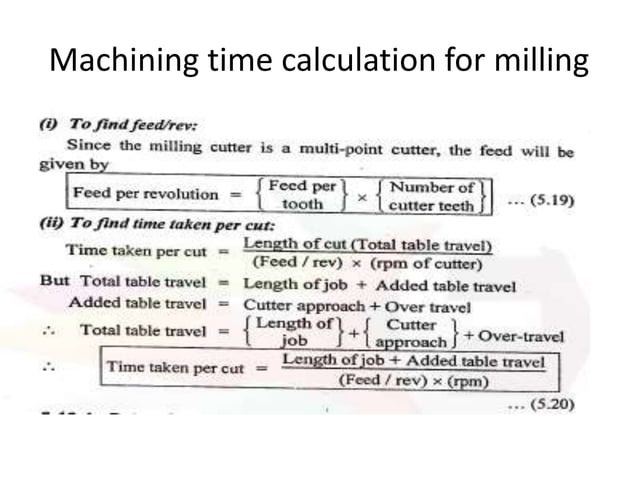 Machining time calculation for milling
(i) To find feed/rev:
Since the milling cutter is a multi-point cutter, the feed will be
given by
Feed per revolution = { Feed per tooth } × { Number of cutter teeth } ... (5.19)
(ii) To find time taken per cut:
Time taken per cut = Length of cut (Total table travel) / (Feed / rev) × (rpm of cutter)
But Total table travel = Length of job + Added table travel
Added table travel = Cutter approach + Over travel
∴ Total table travel = { Length of job } + { Cutter approach } + Over-travel
∴ Time taken per cut = Length of job + Added table travel / (Feed / rev) × (rpm)
... (5.20)